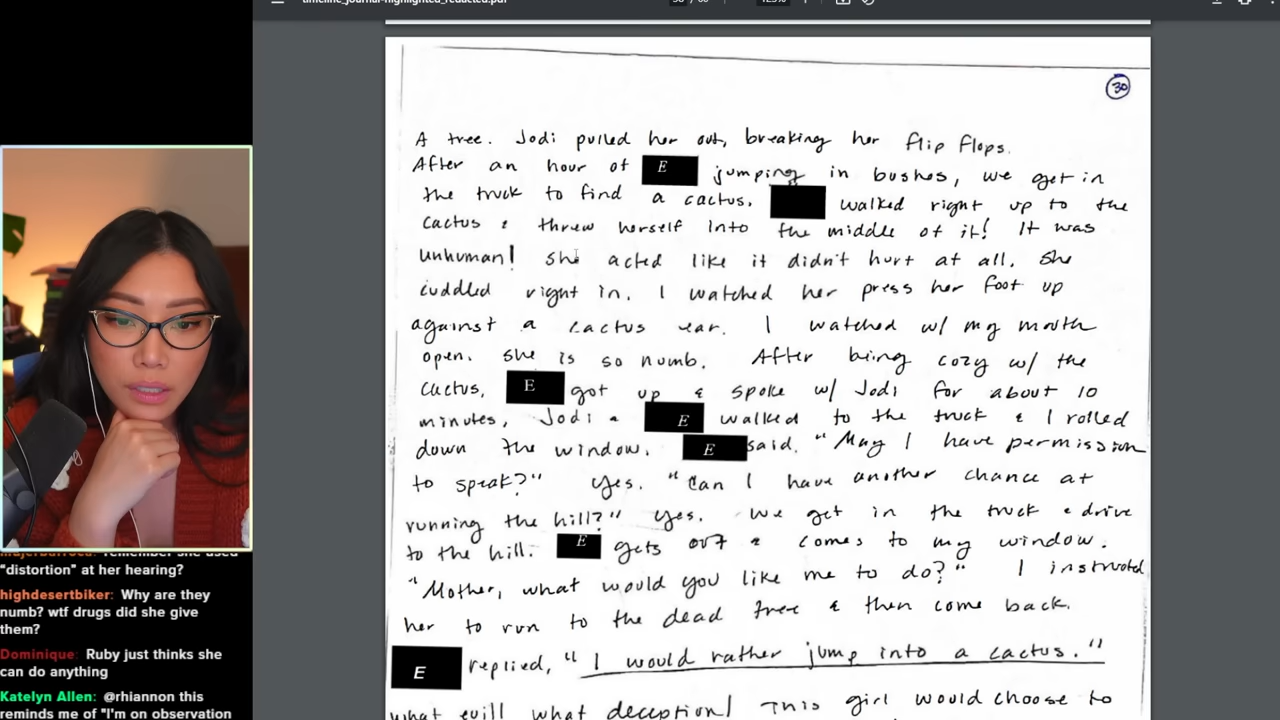 timeline_journal-highlighted_redacted.pdf
30
A tree. Jodi pulled her out, breaking her flip flops.
After an hour of E jumping in bushes, we get in
the truck to find a cactus. walked right up to the
cactus & threw herself into the middle of it! It was
unhuman! she acted like it didn't hurt at all. She
cuddled right in. I watched her press her foot up
against a cactus ear. I watched w/ my mouth
open. she is so numb. After being cozy w/ the
cactus, E got up & spoke w/ Jodi for about 10
minutes, Jodi & E walked to the truck & I rolled
down the window. E said. "May I have permission
to speak?" Yes. "Can I have another chance at
running the hill?" Yes. We get in the truck & drive
to the hill. E gets out & comes to my window.
"Mother, what would you like me to do?" I instructed
her to run to the dead tree & then come back.
E replied, "I would rather jump into a cactus."
what evil! what deception! This girl would choose to
remember she used
"distortion" at her hearing?
highdesertbiker: Why are they
numb? wtf drugs did she give
them?
Dominique: Ruby just thinks she
can do anything
Katelyn Allen: @rhiannon this
reminds me of "I'm on observation